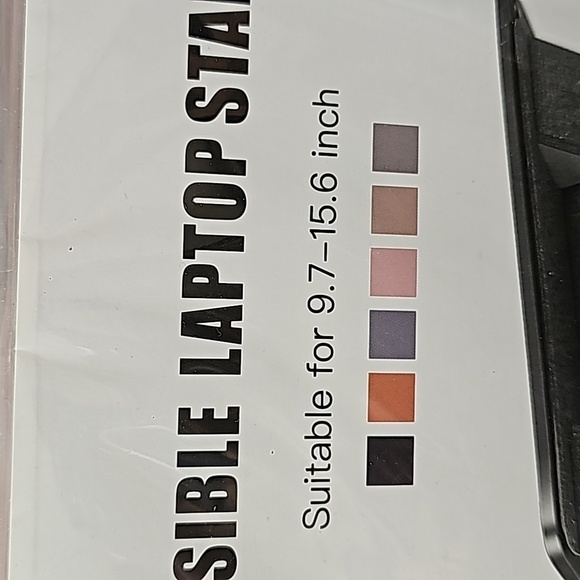 SIBLE LAPTOP STA
Suitable for 9.7-15.6 inch